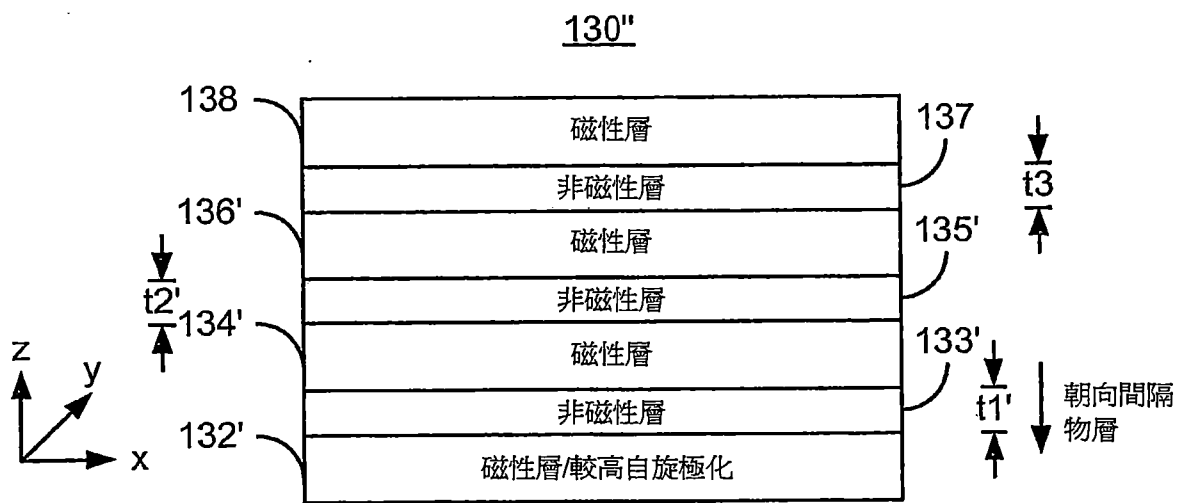 130"
138
磁性層
137
非磁性層
t3
136'
磁性層
135'
t2'
非磁性層
134'
磁性層
133'
z
y
非磁性層
t1'
朝向間隔
物層
132'
x
磁性層/較高自旋極化